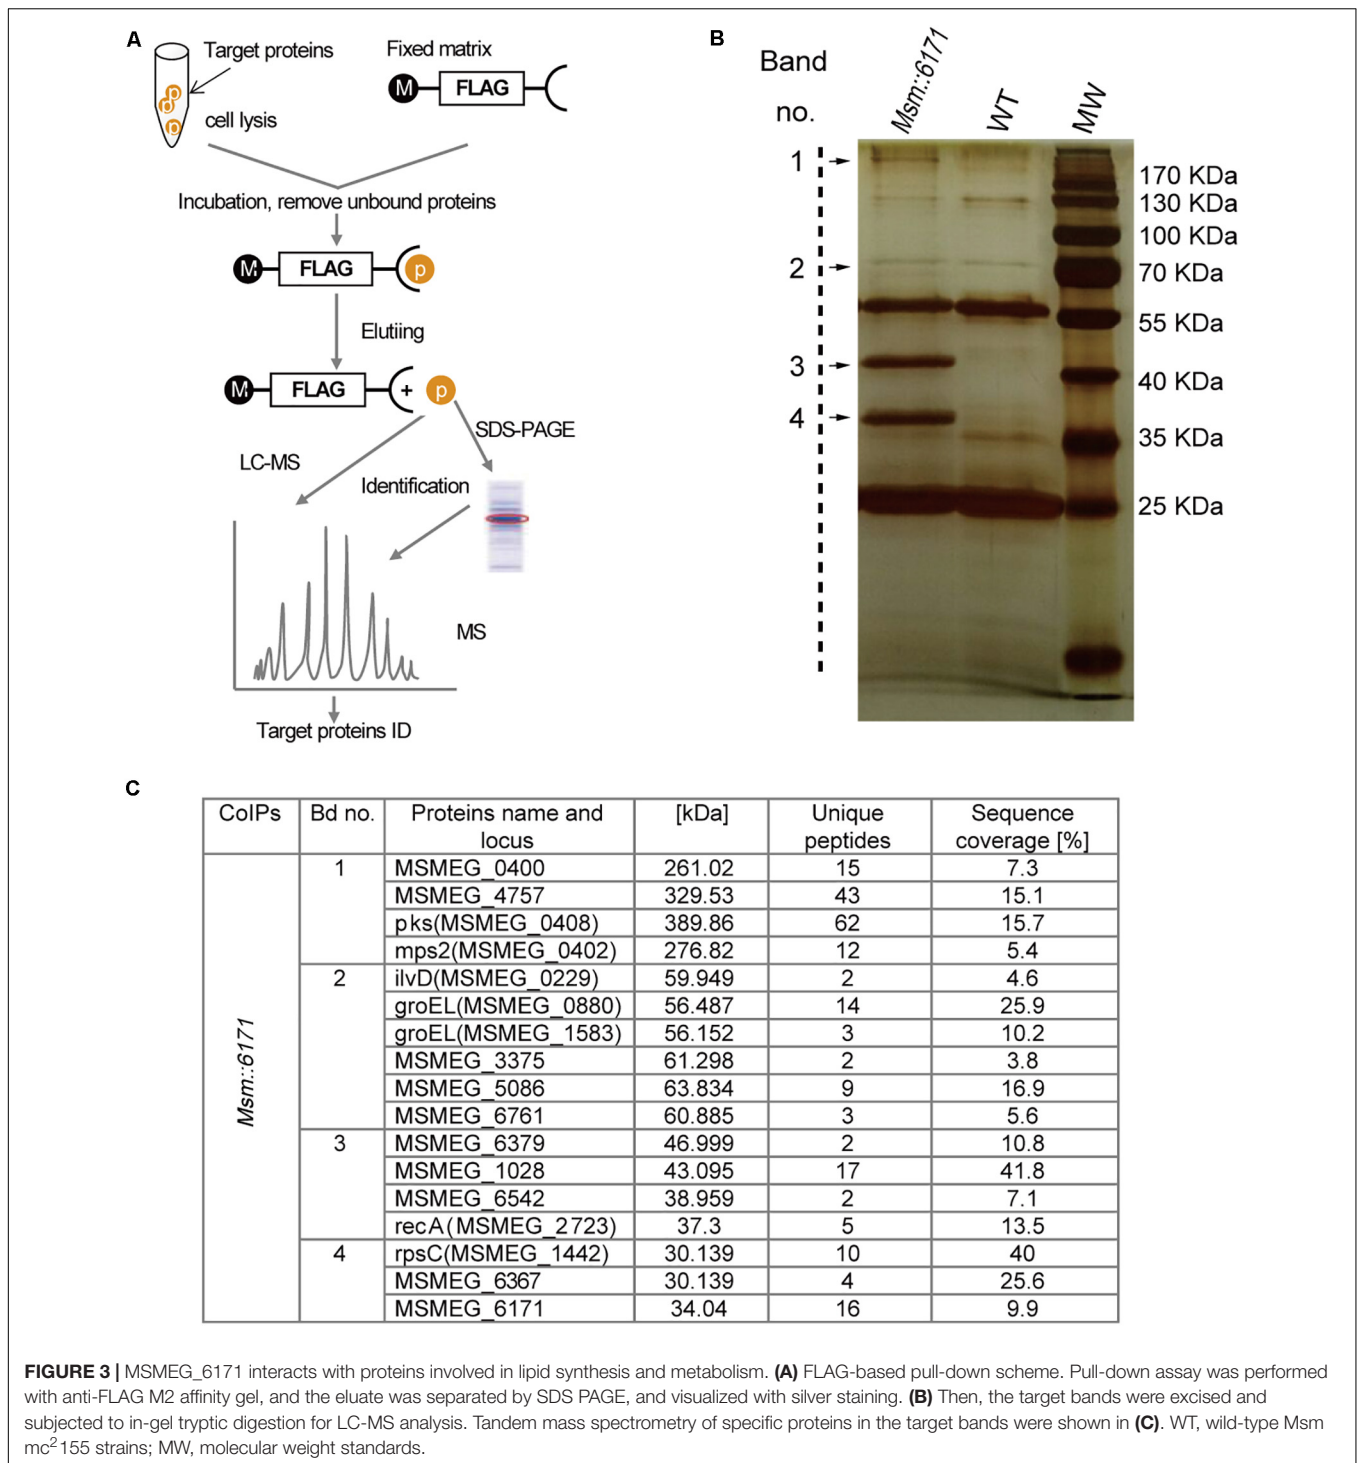 A
Target proteins
p
p
p
cell lysis
Fixed matrix
M FLAG
Incubation, remove unbound proteins
M FLAG p
Elutiing
M FLAG + p
SDS-PAGE
LC-MS
Identification
MS
Target proteins ID
B
Band no.
Msm::6171
WT
MW
1
2
3
4
170 KDa
130 KDa
100 KDa
70 KDa
55 KDa
40 KDa
35 KDa
25 KDa
C
CoIPs Bd no. Proteins name and locus [kDa] Unique peptides Sequence coverage [%]
Msm::6171
1 MSMEG_0400 261.02 15 7.3
MSMEG_4757 329.53 43 15.1
pks(MSMEG_0408) 389.86 62 15.7
mps2(MSMEG_0402) 276.82 12 5.4
2 ilvD(MSMEG_0229) 59.949 2 4.6
groEL(MSMEG_0880) 56.487 14 25.9
groEL(MSMEG_1583) 56.152 3 10.2
MSMEG_3375 61.298 2 3.8
MSMEG_5086 63.834 9 16.9
MSMEG_6761 60.885 3 5.6
3 MSMEG_6379 46.999 2 10.8
MSMEG_1028 43.095 17 41.8
MSMEG_6542 38.959 2 7.1
recA(MSMEG_2723) 37.3 5 13.5
4 rpsC(MSMEG_1442) 30.139 10 40
MSMEG_6367 30.139 4 25.6
MSMEG_6171 34.04 16 9.9
FIGURE 3 | MSMEG_6171 interacts with proteins involved in lipid synthesis and metabolism. (A) FLAG-based pull-down scheme. Pull-down assay was performed
with anti-FLAG M2 affinity gel, and the eluate was separated by SDS PAGE, and visualized with silver staining. (B) Then, the target bands were excised and
subjected to in-gel tryptic digestion for LC-MS analysis. Tandem mass spectrometry of specific proteins in the target bands were shown in (C). WT, wild-type Msm
mc²155 strains; MW, molecular weight standards.